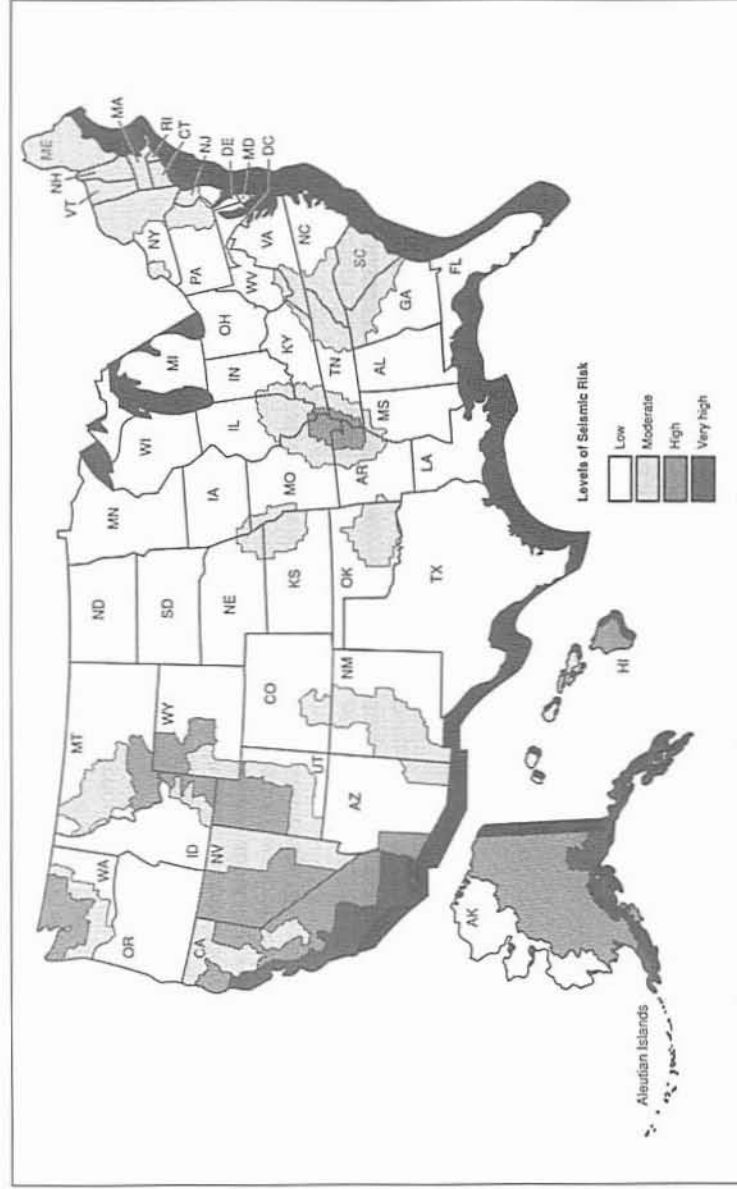 WA
OR
CA
NV
ID
MT
WY
UT
AZ
CO
NM
ND
SD
NE
KS
OK
TX
MN
IA
MO
AR
LA
WI
IL
MS
MI
IN
KY
TN
AL
OH
WV
VA
NC
SC
GA
FL
PA
NY
VT
NH
ME
MA
RI
CT
NJ
DE
MD
DC
AK
HI
Aleutian Islands
Levels of Seismic Risk
Low
Moderate
High
Very high